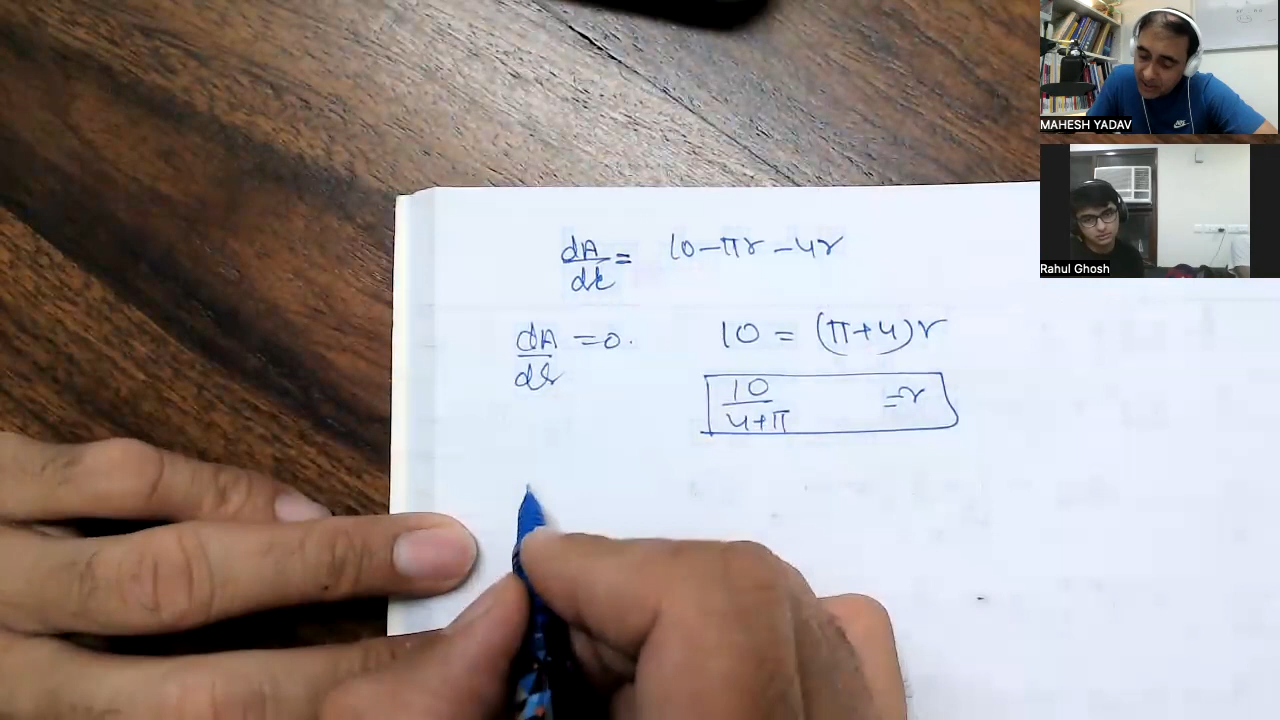 dA/dr = 10 - πr - 4r
dA/dr = 0. 10 = (π+4)r
10/4+π = r
MAHESH YADAV
Rahul Ghosh